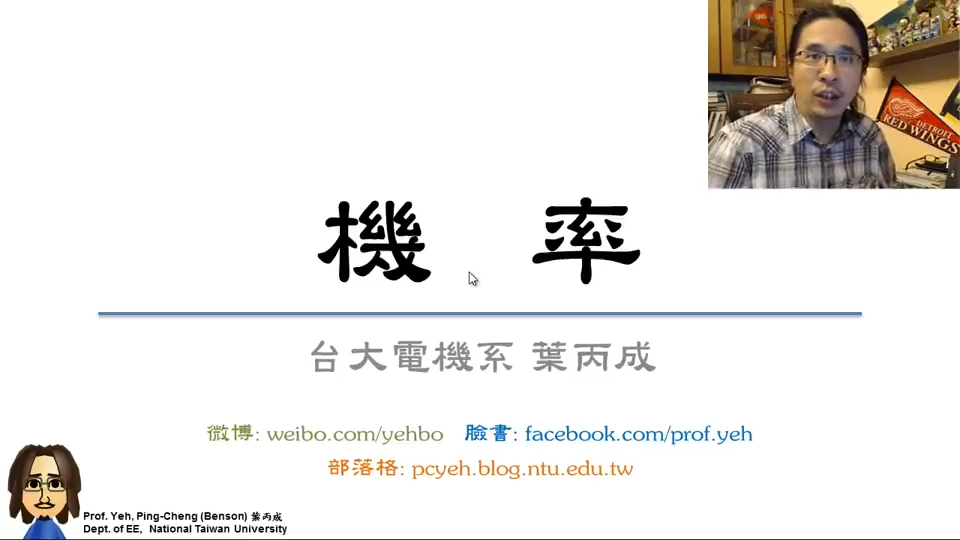 DETROIT
RED WINGS
機 率
台大電機系 葉丙成
微博: weibo.com/yehbo 臉書: facebook.com/prof.yeh
部落格: pcyeh.blog.ntu.edu.tw
Prof. Yeh, Ping-Cheng (Benson) 葉丙成
Dept. of EE, National Taiwan University